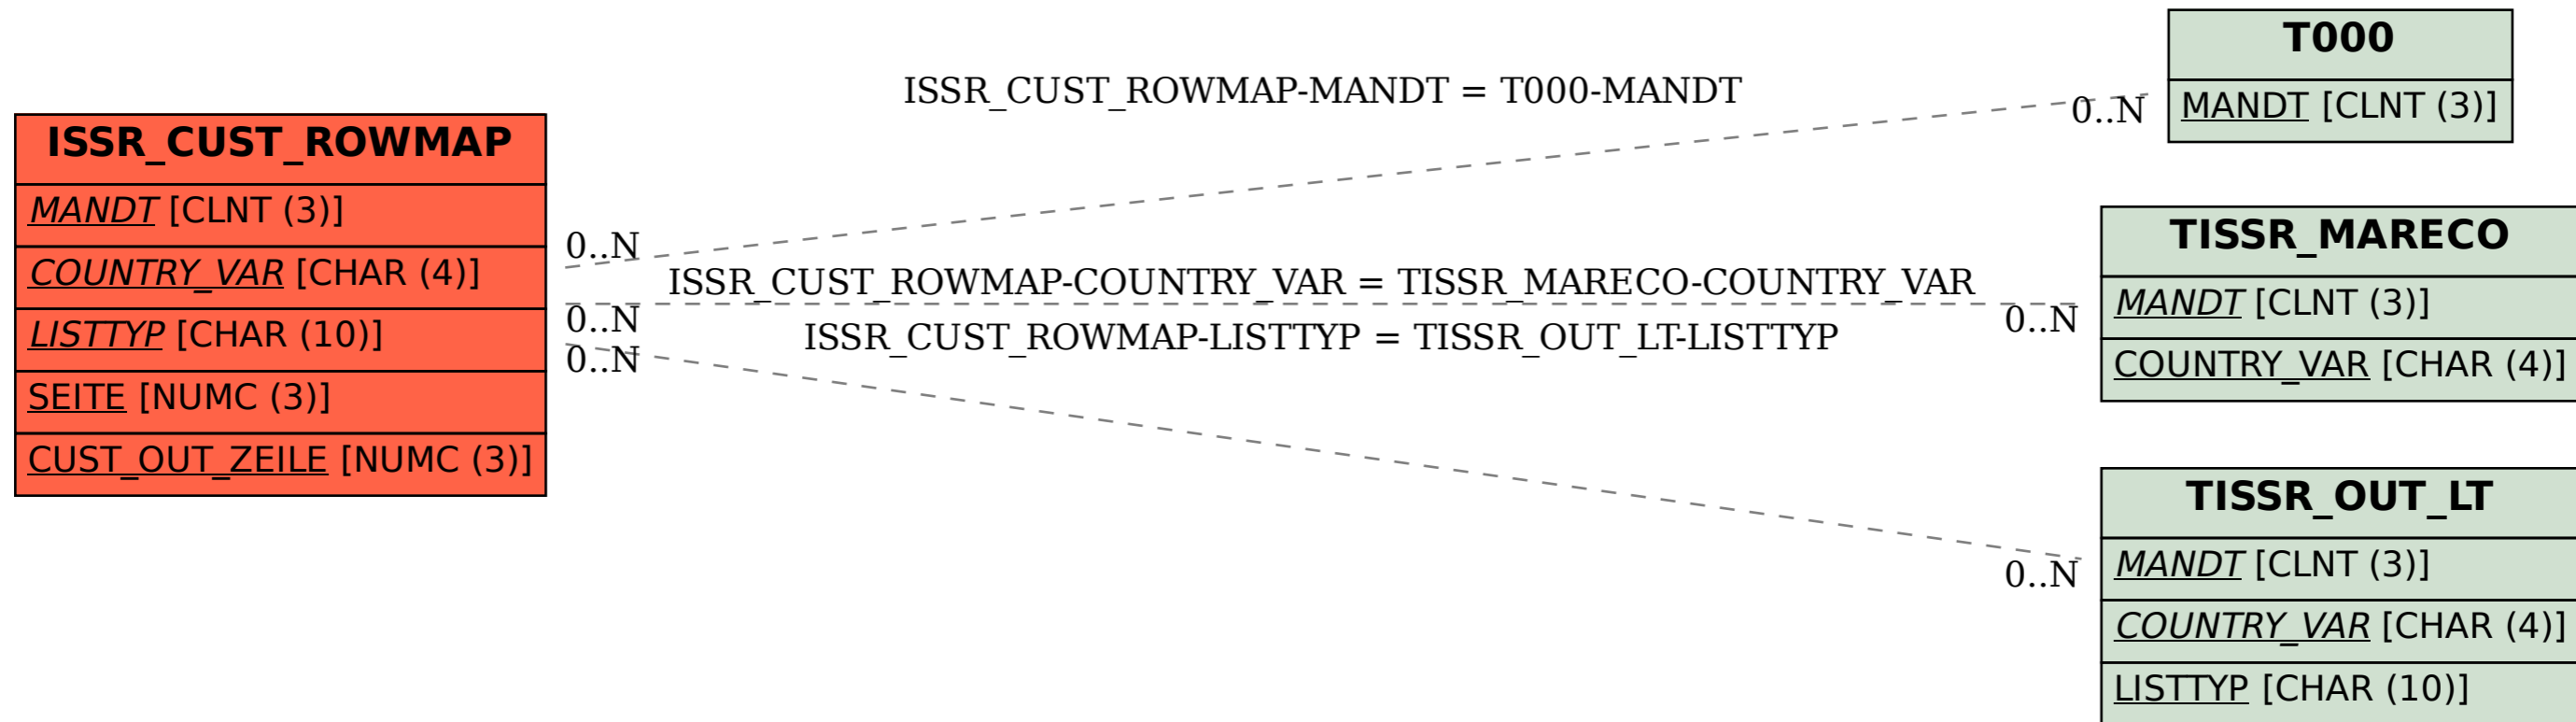 ISSR_CUST_ROWMAP
MANDT [CLNT (3)]
COUNTRY_VAR [CHAR (4)]
LISTTYP [CHAR (10)]
SEITE [NUMC (3)]
CUST_OUT_ZEILE [NUMC (3)]
ISSR_CUST_ROWMAP-MANDT = T000-MANDT
0..N
0..N
ISSR_CUST_ROWMAP-COUNTRY_VAR = TISSR_MARECO-COUNTRY_VAR
0..N
0..N
ISSR_CUST_ROWMAP-LISTTYP = TISSR_OUT_LT-LISTTYP
0..N
0..N
T000
MANDT [CLNT (3)]
TISSR_MARECO
MANDT [CLNT (3)]
COUNTRY_VAR [CHAR (4)]
TISSR_OUT_LT
MANDT [CLNT (3)]
COUNTRY_VAR [CHAR (4)]
LISTTYP [CHAR (10)]